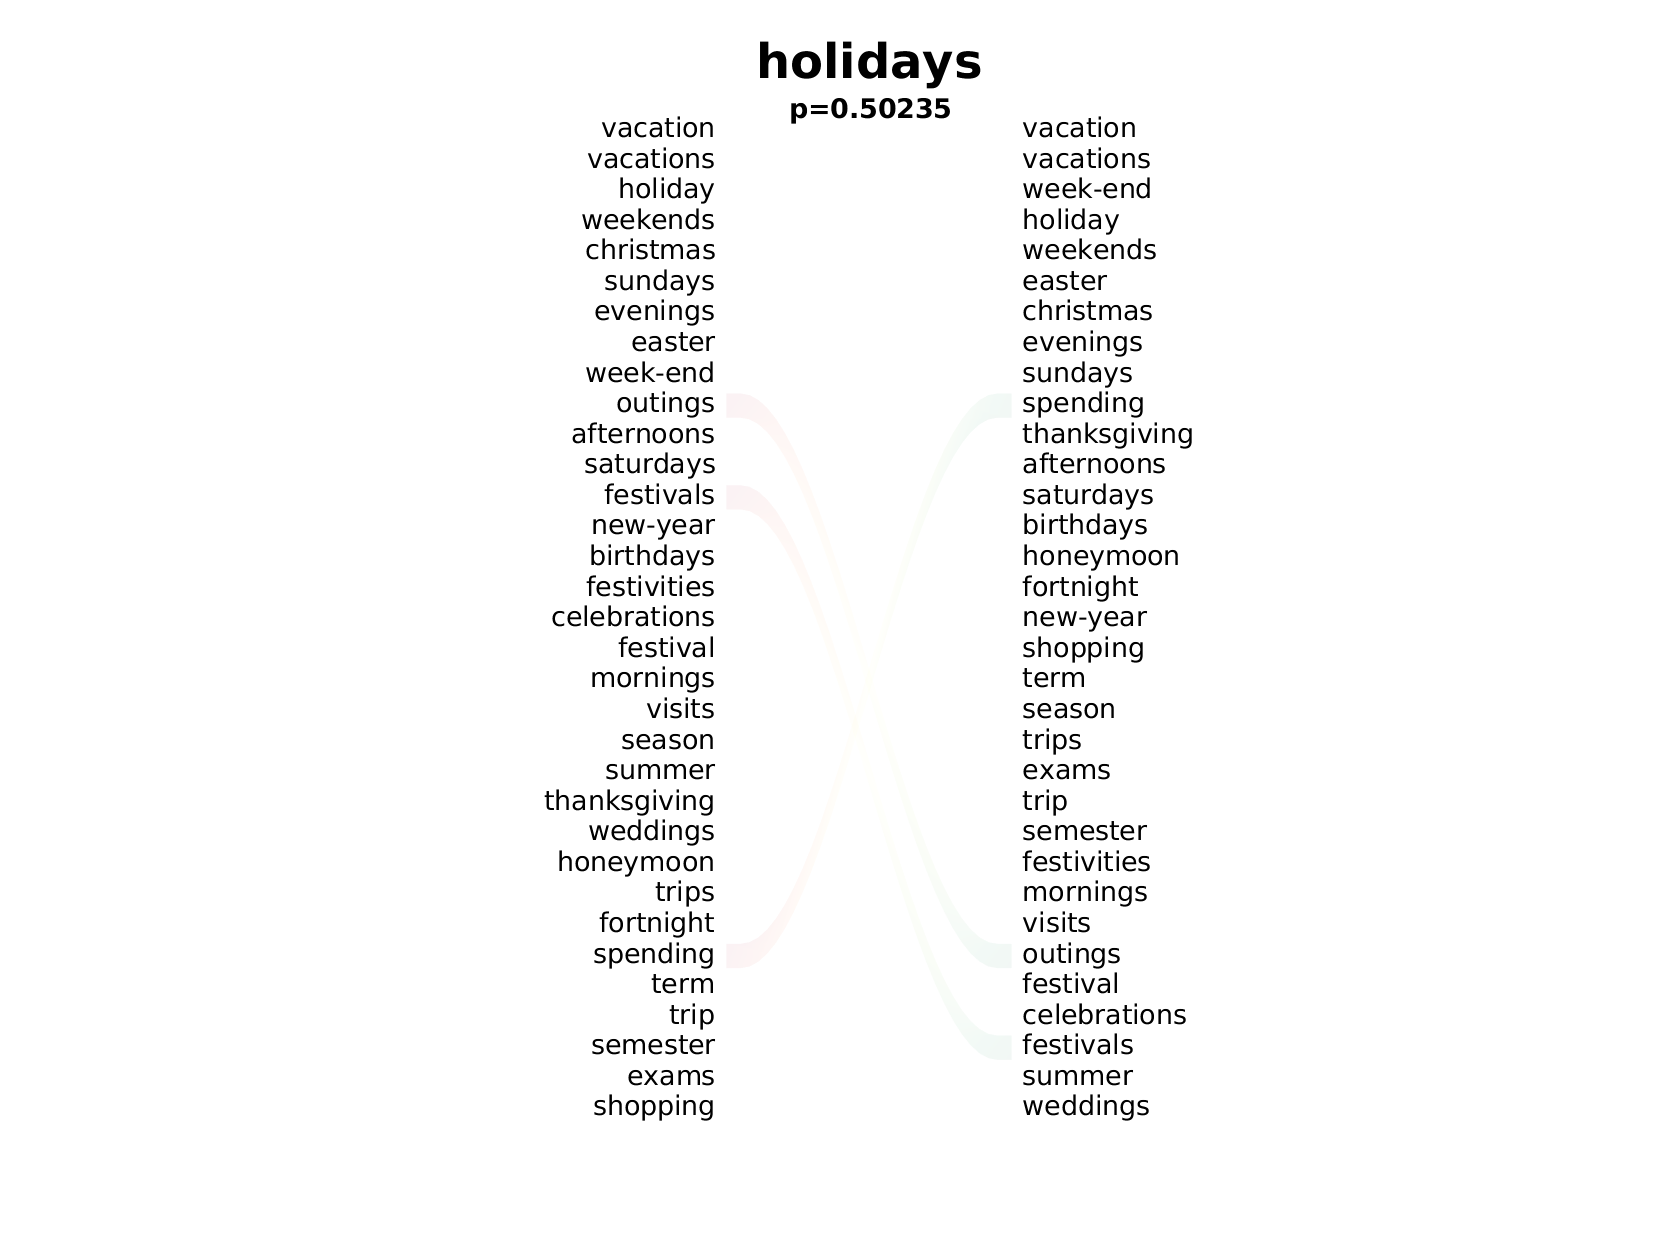 holidays
p=0.50235
vacation
vacations
holiday
weekends
christmas
sundays
evenings
easter
week-end
outings
afternoons
saturdays
festivals
new-year
birthdays
festivities
celebrations
festival
mornings
visits
season
summer
thanksgiving
weddings
honeymoon
trips
fortnight
spending
term
trip
semester
exams
shopping
vacation
vacations
week-end
holiday
weekends
easter
christmas
evenings
sundays
spending
thanksgiving
afternoons
saturdays
birthdays
honeymoon
fortnight
new-year
shopping
term
season
trips
exams
trip
semester
festivities
mornings
visits
outings
festival
celebrations
festivals
summer
weddings